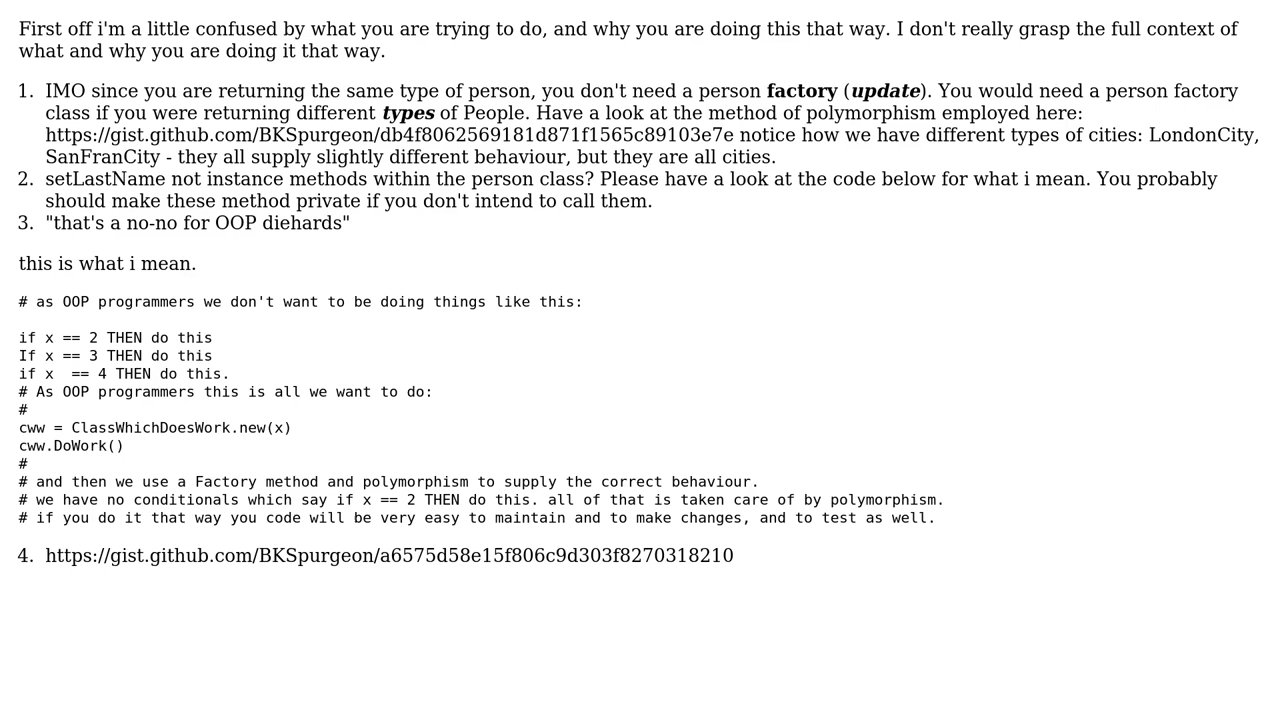 First off i'm a little confused by what you are trying to do, and why you are doing this that way. I don't really grasp the full context of
what and why you are doing it that way.
1. IMO since you are returning the same type of person, you don't need a person factory (update). You would need a person factory
class if you were returning different types of People. Have a look at the method of polymorphism employed here:
https://gist.github.com/BKSpurgeon/db4f8062569181d871f1565c89103e7e notice how we have different types of cities: LondonCity,
SanFranCity - they all supply slightly different behaviour, but they are all cities.
2. setLastName not instance methods within the person class? Please have a look at the code below for what i mean. You probably
should make these method private if you don't intend to call them.
3. "that's a no-no for OOP diehards"
this is what i mean.
# as OOP programmers we don't want to be doing things like this:
if x == 2 THEN do this
If x == 3 THEN do this
if x  == 4 THEN do this.
# As OOP programmers this is all we want to do:
#
cww = ClassWhichDoesWork.new(x)
cww.DoWork()
#
# and then we use a Factory method and polymorphism to supply the correct behaviour.
# we have no conditionals which say if x == 2 THEN do this. all of that is taken care of by polymorphism.
# if you do it that way you code will be very easy to maintain and to make changes, and to test as well.
4. https://gist.github.com/BKSpurgeon/a6575d58e15f806c9d303f8270318210